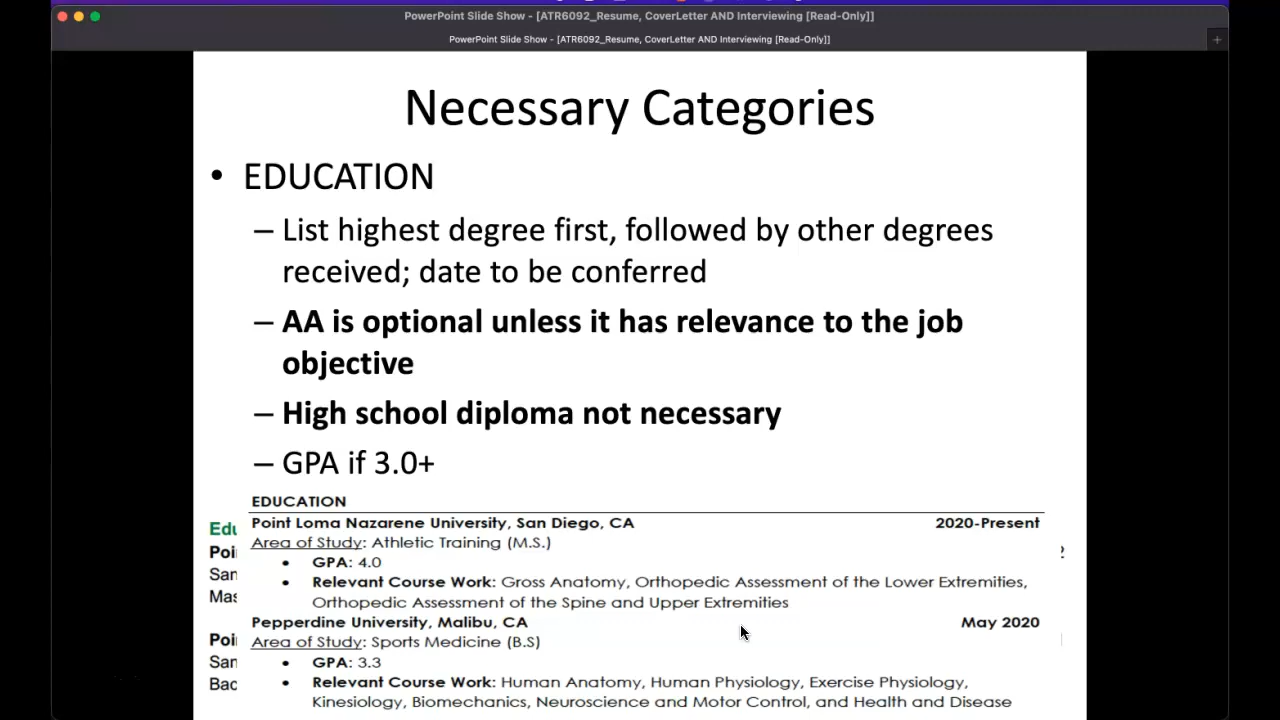 PowerPoint Slide Show - [ATR6092_Resume, CoverLetter AND Interviewing [Read-Only]]
PowerPoint Slide Show - [ATR6092_Resume, CoverLetter AND Interviewing [Read-Only]]
Necessary Categories
• EDUCATION
– List highest degree first, followed by other degrees
received; date to be conferred
– AA is optional unless it has relevance to the job
objective
– High school diploma not necessary
– GPA if 3.0+
EDUCATION
Point Loma Nazarene University, San Diego, CA 2020-Present
Area of Study: Athletic Training (M.S.)
• GPA: 4.0
• Relevant Course Work: Gross Anatomy, Orthopedic Assessment of the Lower Extremities,
Orthopedic Assessment of the Spine and Upper Extremities
Pepperdine University, Malibu, CA May 2020
Area of Study: Sports Medicine (B.S)
• GPA: 3.3
• Relevant Course Work: Human Anatomy, Human Physiology, Exercise Physiology,
Kinesiology, Biomechanics, Neuroscience and Motor Control, and Health and Disease